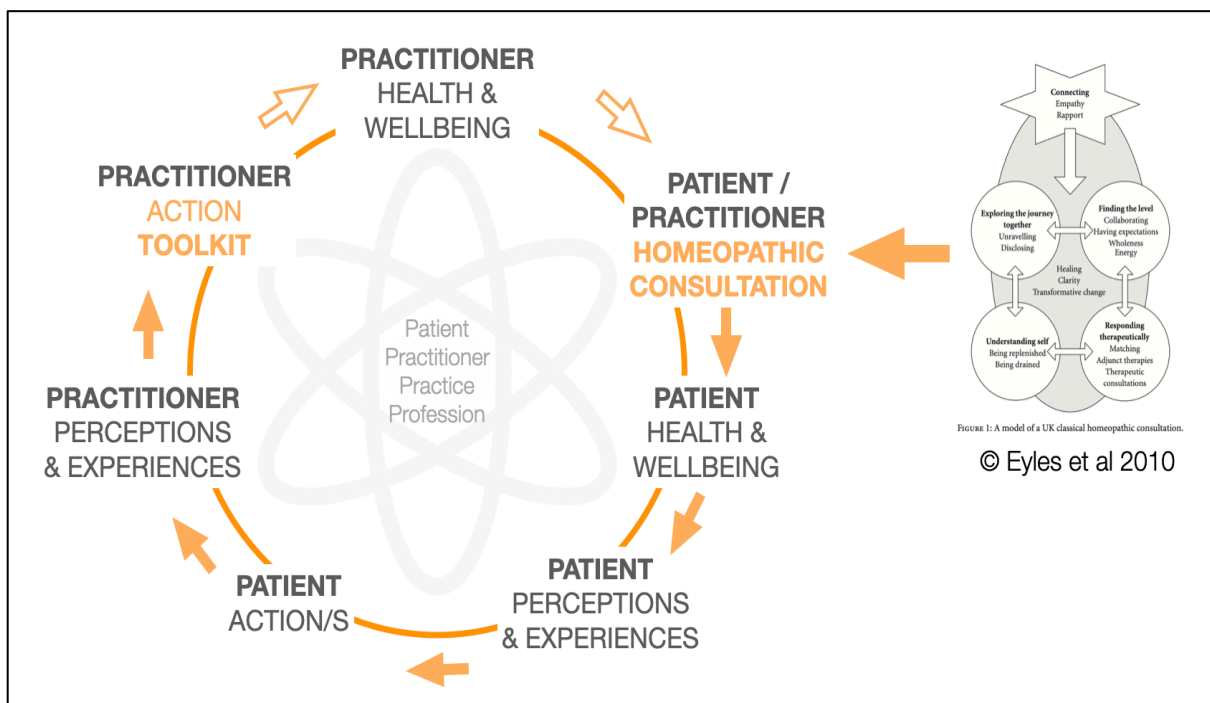 PRACTITIONER
HEALTH &
WELLBEING
PATIENT /
PRACTITIONER
HOMEOPATHIC
CONSULTATION
PATIENT
HEALTH &
WELLBEING
PATIENT
PERCEPTIONS
& EXPERIENCES
PATIENT
ACTION/S
PRACTITIONER
PERCEPTIONS
& EXPERIENCES
PRACTITIONER
ACTION
TOOLKIT
Patient
Practitioner
Practice
Profession
Connecting
Empathy
Rapport
Exploring the journey
together
Unravelling
Disclosing
Finding the level
Collaborating
Having expectations
Wholeness
Energy
Healing
Clarity
Transformative change
Understanding self
Being replenished
Being drained
Responding
therapeutically
Matching
Adjunct therapies
Therapeutic
consultations
FIGURE 1: A model of a UK classical homeopathic consultation.
© Eyles et al 2010